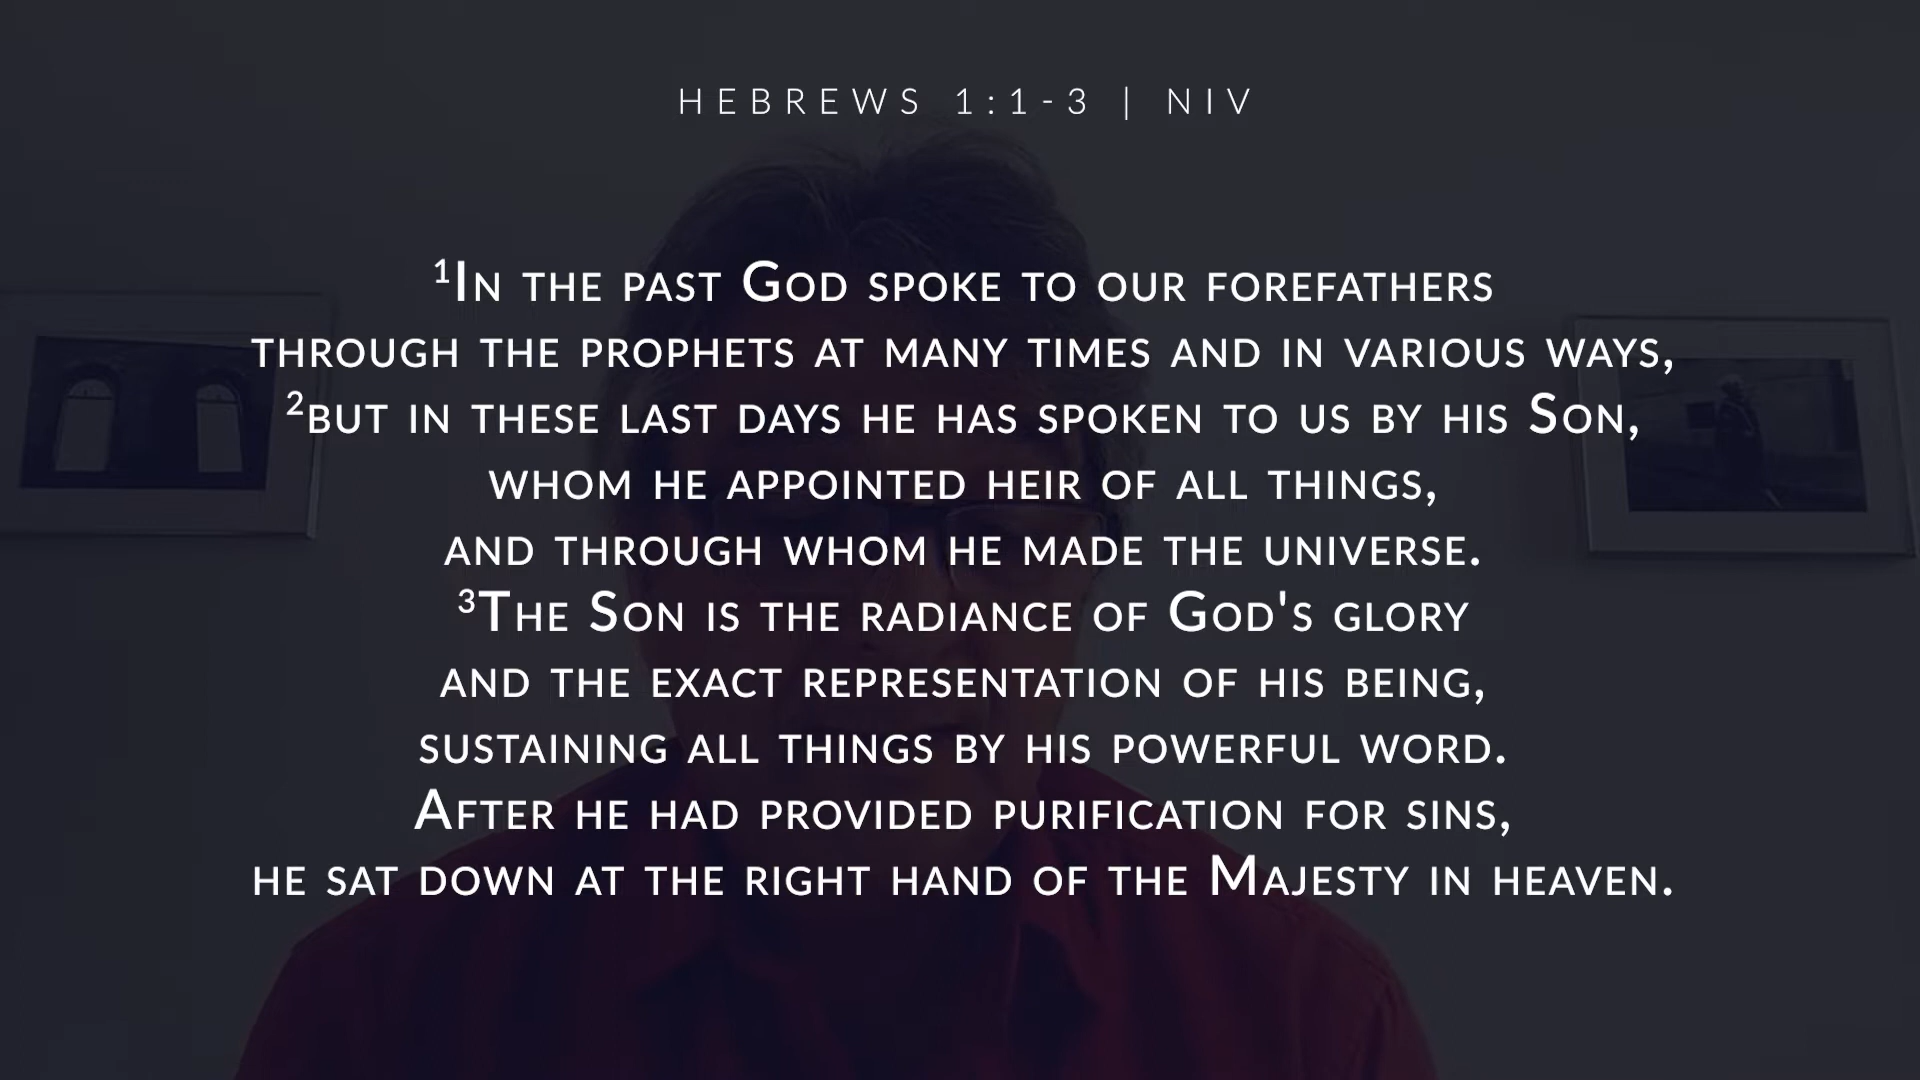 HEBREWS 1:1-3 | NIV
¹In the past God spoke to our forefathers
through the prophets at many times and in various ways,
²but in these last days he has spoken to us by his Son,
whom he appointed heir of all things,
and through whom he made the universe.
³The Son is the radiance of God's glory
and the exact representation of his being,
sustaining all things by his powerful word.
After he had provided purification for sins,
he sat down at the right hand of the Majesty in heaven.